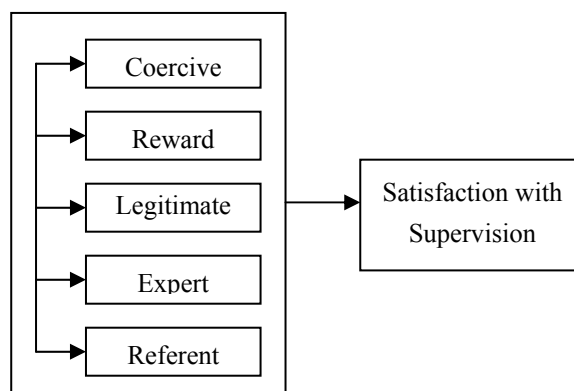 Coercive
Reward
Legitimate
Expert
Referent
Satisfaction with
Supervision